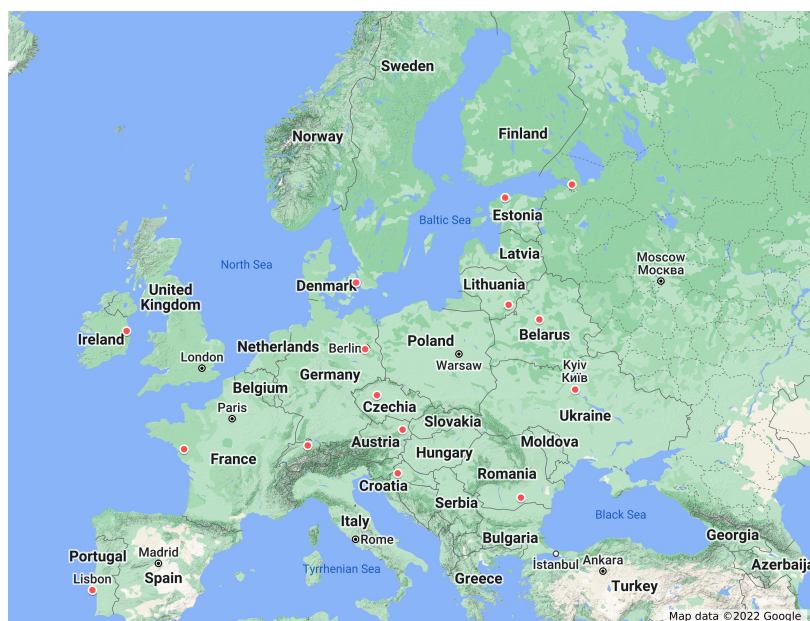 Sweden
Norway
Finland
Baltic Sea
Estonia
North Sea
Latvia
Moscow
Москва
Denmark
Lithuania
United
Kingdom
Ireland
Belarus
Netherlands
Berlin
Poland
London
Warsaw
Germany
Kyiv
Київ
Belgium
Paris
Czechia
Ukraine
Slovakia
Austria
Moldova
Hungary
France
Romania
Croatia
Serbia
Black Sea
Italy
Rome
Bulgaria
Georgia
Portugal
Madrid
İstanbul
Ankara
Azerbaija
Tyrrhenian Sea
Lisbon
Spain
Greece
Turkey
Map data ©2022 Google